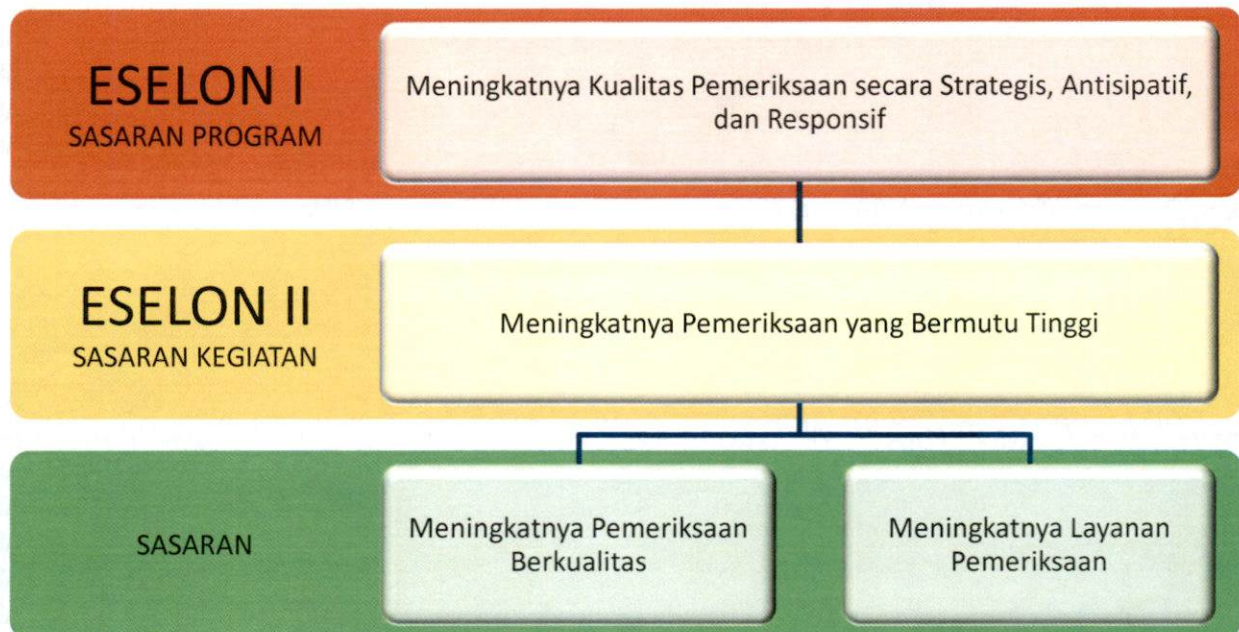 ESELON I
SASARAN PROGRAM
Meningkatnya Kualitas Pemeriksaan secara Strategis, Antisipatif,
dan Responsif
ESELON II
SASARAN KEGIATAN
Meningkatnya Pemeriksaan yang Bermutu Tinggi
SASARAN
Meningkatnya Pemeriksaan
Berkualitas
Meningkatnya Layanan
Pemeriksaan